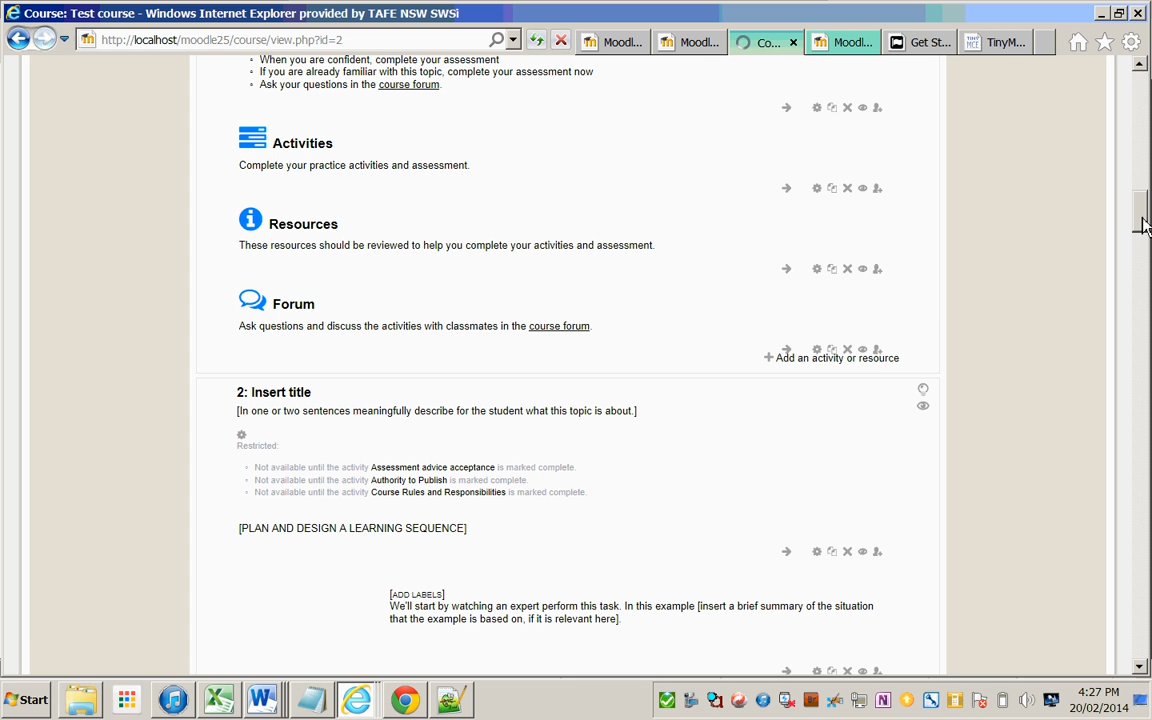 Course: Test course - Windows Internet Explorer provided by TAFE NSW SWSi
http://localhost/moodle25/course/view.php?id=2
Moodl...
Moodl...
Co...
Moodl...
Get St...
TinyM...
When you are confident, complete your assessment
If you are already familiar with this topic, complete your assessment now
Ask your questions in the course forum.
Activities
Complete your practice activities and assessment.
Resources
These resources should be reviewed to help you complete your activities and assessment.
Forum
Ask questions and discuss the activities with classmates in the course forum.
Add an activity or resource
2: Insert title
[In one or two sentences meaningfully describe for the student what this topic is about.]
Restricted:
Not available until the activity Assessment advice acceptance is marked complete.
Not available until the activity Authority to Publish is marked complete.
Not available until the activity Course Rules and Responsibilities is marked complete.
[PLAN AND DESIGN A LEARNING SEQUENCE]
[ADD LABELS]
We'll start by watching an expert perform this task. In this example [insert a brief summary of the situation
that the example is based on, if it is relevant here].
Start
4:27 PM
20/02/2014